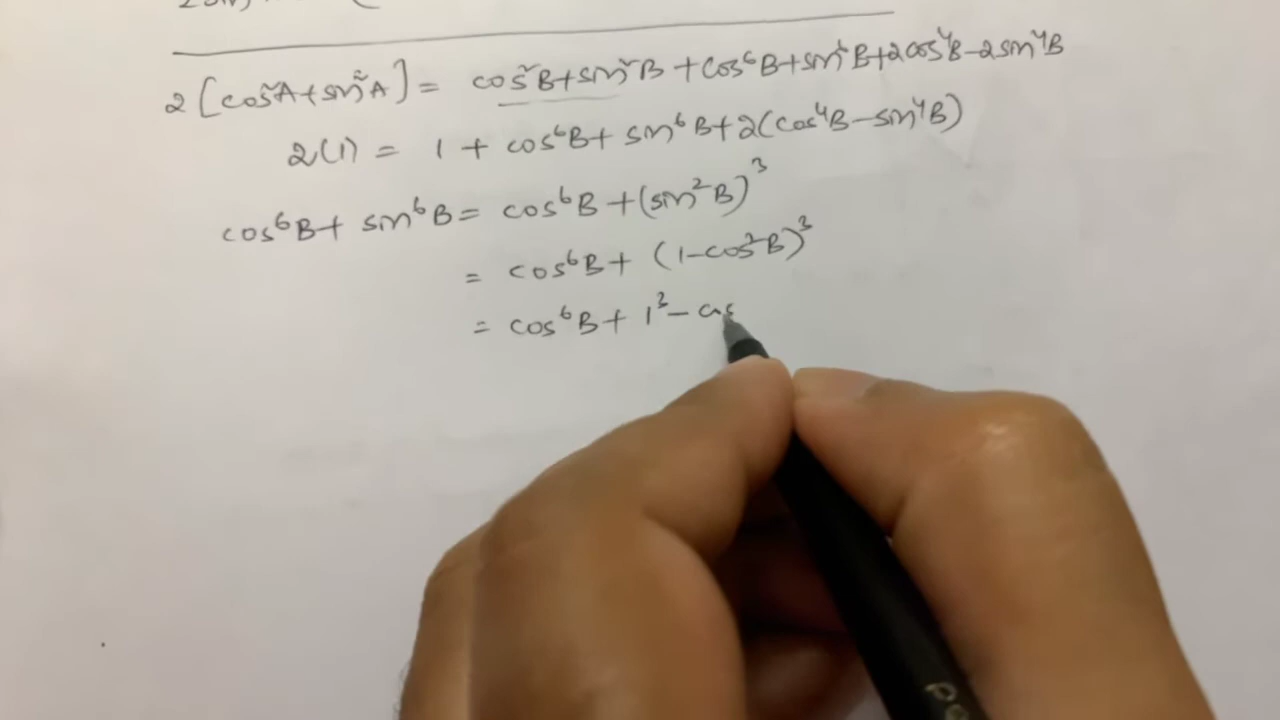 2[cos²A+sin²A] = cos²B+sin²B+cos⁶B+sin⁶B+2cos⁴B-2sin⁴B
2(1) = 1 + cos⁶B+ sin⁶B+2(cos⁴B-sin⁴B)
cos⁶B+ sin⁶B= cos⁶B +(sin²B)³
= cos⁶B+ (1-cos²B)³
= cos⁶B+ 1³- cos